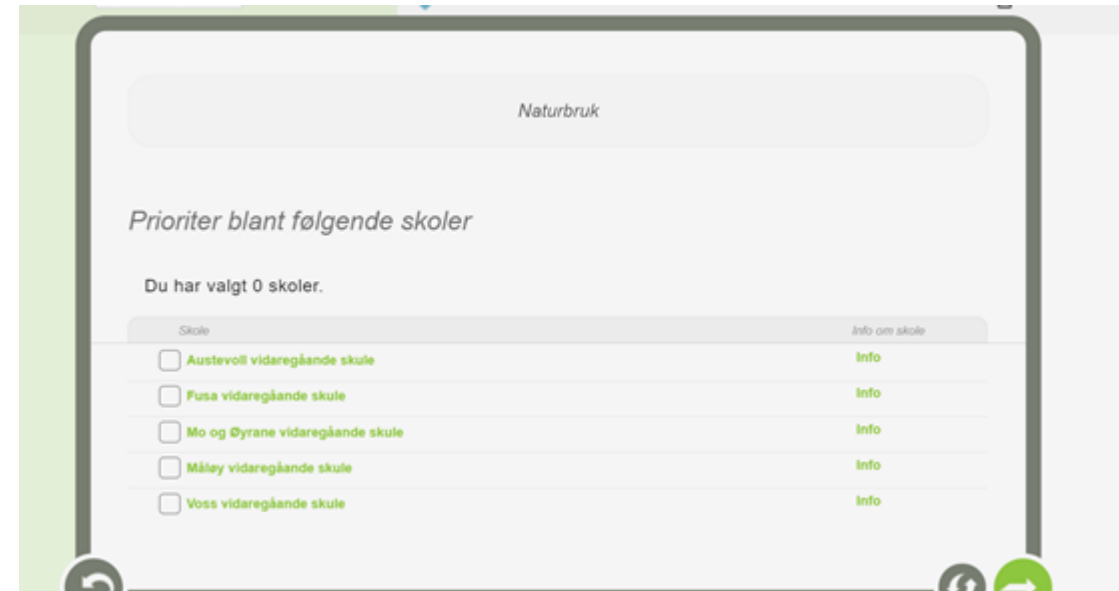 Naturbruk
Prioriter blant følgende skoler
Du har valgt 0 skoler.
Skole Info om skole
Austevoll vidaregåande skule Info
Fusa vidaregåande skule Info
Mo og Øyrane vidaregåande skule Info
Måløy vidaregåande skule Info
Voss vidaregåande skule Info